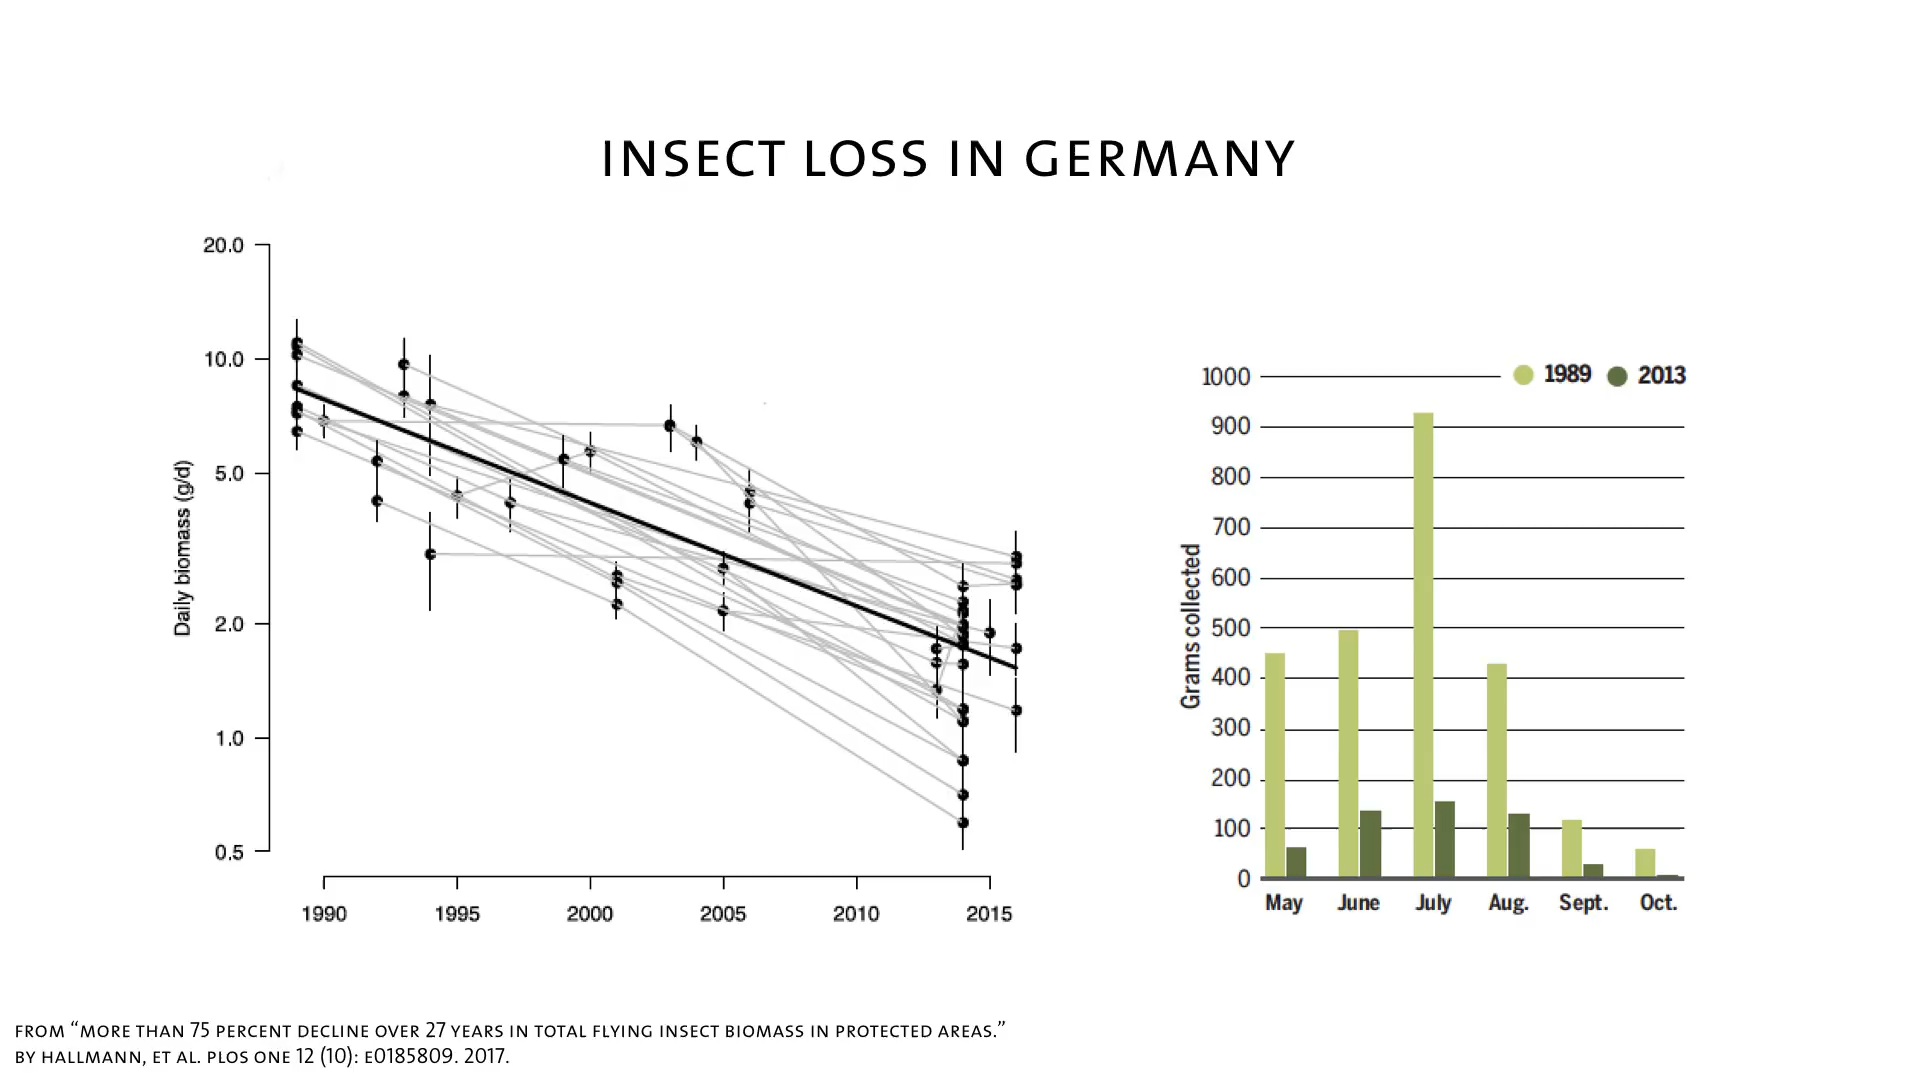 INSECT LOSS IN GERMANY
Daily biomass (g/d)
20.0
10.0
5.0
2.0
1.0
0.5
1990 1995 2000 2005 2010 2015
1989 2013
Grams collected
1000
900
800
700
600
500
400
300
200
100
0
May June July Aug. Sept. Oct.
FROM “MORE THAN 75 PERCENT DECLINE OVER 27 YEARS IN TOTAL FLYING INSECT BIOMASS IN PROTECTED AREAS.”
BY HALLMANN, ET AL. PLOS ONE 12 (10): E0185809. 2017.